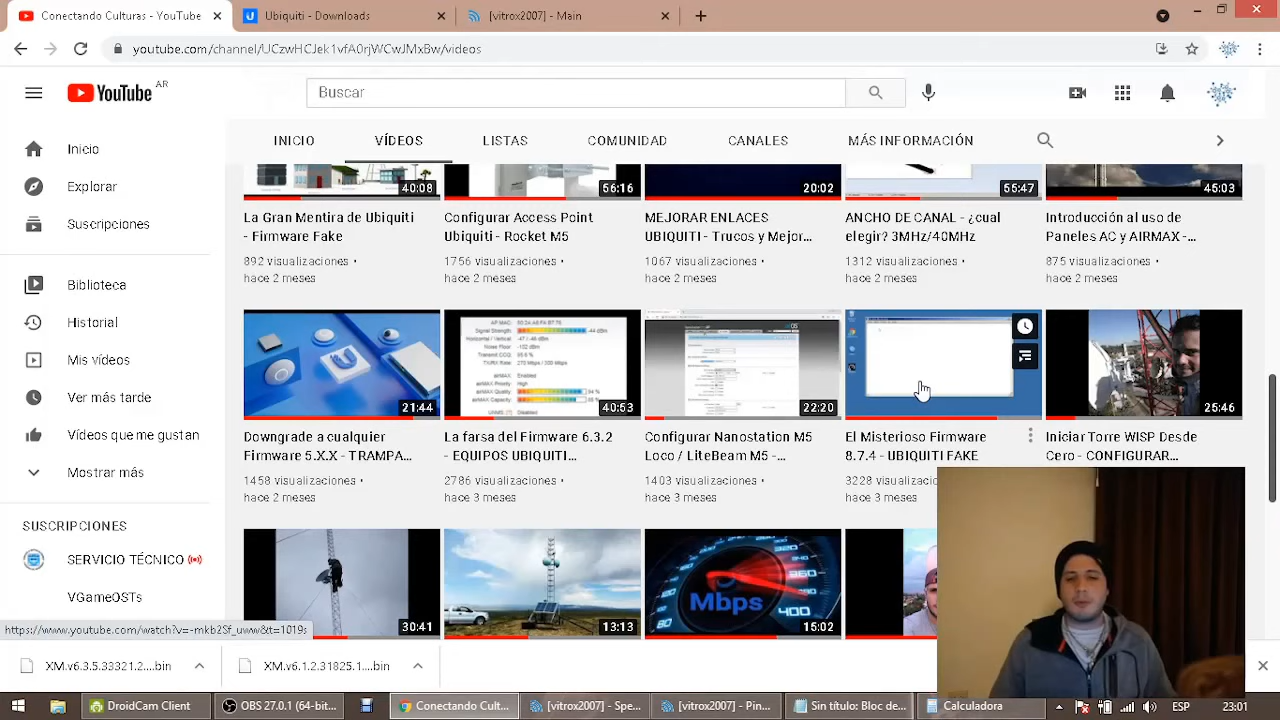 Conectando Culturas - YouTube
Ubiquiti - Downloads
[vitrox2007] - Main
youtube.com/channel/UCzwHCJek1vfA0rjWCwJMxBw/videos
YouTube AR
Buscar
INICIO
VÍDEOS
LISTAS
COMUNIDAD
CANALES
MÁS INFORMACIÓN
Inicio
Explorar
Suscripciones
Biblioteca
Historial
Mis vídeos
Ver más tarde
Vídeos que me gustan
Mostrar más
SUSCRIPCIONES
SERVICIO TÉCNICO
VGameOSTs
40:08
56:16
20:02
55:47
45:03
La Gran Mentira de Ubiquiti
- Firmware Fake
892 visualizaciones •
hace 2 meses
Configurar Access Point
Ubiquiti - Rocket M5
1756 visualizaciones •
hace 2 meses
MEJORAR ENLACES
UBIQUITI - Trucos y Mejor...
1067 visualizaciones •
hace 2 meses
ANCHO DE CANAL - ¿cual
elegir? 3MHz/40MHz
1312 visualizaciones •
hace 2 meses
Introducción al uso de
Paneles AC y AIRMAX -...
875 visualizaciones •
hace 2 meses
21:44
40:53
22:20
25:46
Downgade a cualquier
Firmware 5.X.X - TRAMPA...
1458 visualizaciones •
hace 2 meses
La farsa del Firmware 6.3.2
- EQUIPOS UBIQUITI...
2786 visualizaciones •
hace 3 meses
Configurar Nanostation M5
Loco / LiteBeam M5 -...
1403 visualizaciones •
hace 3 meses
El Misterioso Firmware
8.7.4 - UBIQUITI FAKE
3228 visualizacio
hace 3 meses
Iniciar Torre WISP Desde
Cero - CONFIGURAR...
Mbps
30:41
13:13
15:02
XM.v6.3.5.33321.2....bin
XM.v6.1.2.31825.1....bin
DroidCam Client
OBS 27.0.1 (64-bit...
Conectando Cult...
[vitrox2007] - Spe...
[vitrox2007] - Pin...
Sin título: Bloc de...
Calculadora
ESP
23:01